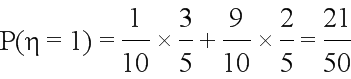 P(η = 1) = 1/10 × 3/5 + 9/10 × 2/5 = 21/50